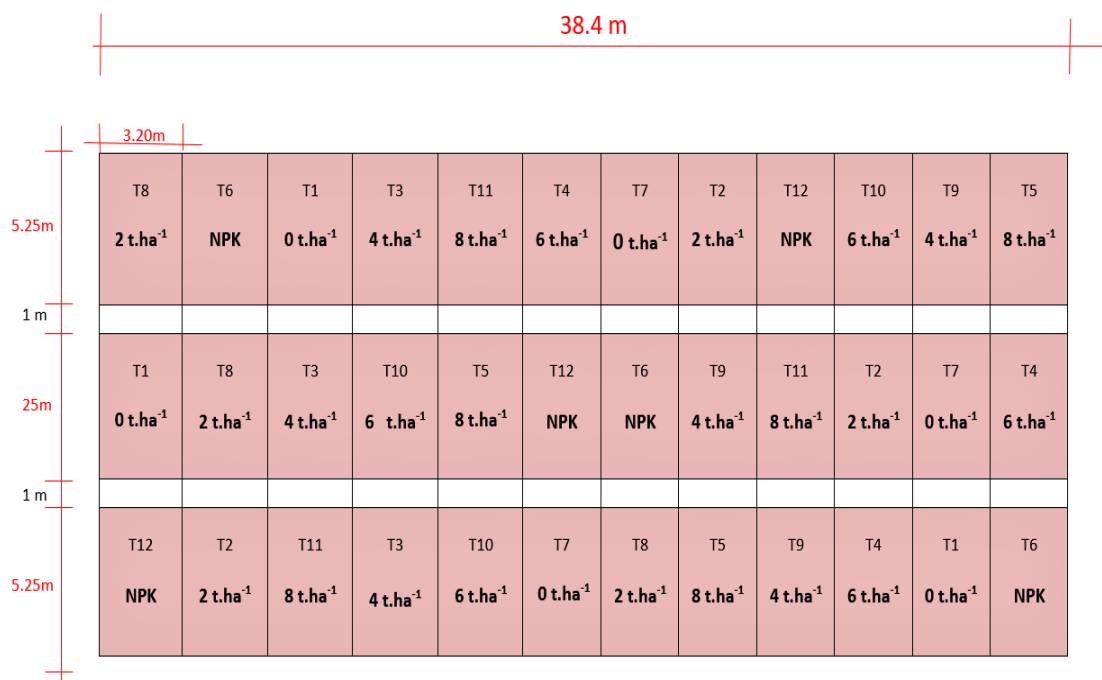 38.4 m
3.20m
T8 T6 T1 T3 T11 T4 T7 T2 T12 T10 T9 T5
5.25m
2 t.ha⁻¹ NPK 0 t.ha⁻¹ 4 t.ha⁻¹ 8 t.ha⁻¹ 6 t.ha⁻¹ 0 t.ha⁻¹ 2 t.ha⁻¹ NPK 6 t.ha⁻¹ 4 t.ha⁻¹ 8 t.ha⁻¹
1 m
T1 T8 T3 T10 T5 T12 T6 T9 T11 T2 T7 T4
25m
0 t.ha⁻¹ 2 t.ha⁻¹ 4 t.ha⁻¹ 6 t.ha⁻¹ 8 t.ha⁻¹ NPK NPK 4 t.ha⁻¹ 8 t.ha⁻¹ 2 t.ha⁻¹ 0 t.ha⁻¹ 6 t.ha⁻¹
1 m
T12 T2 T11 T3 T10 T7 T8 T5 T9 T4 T1 T6
5.25m
NPK 2 t.ha⁻¹ 8 t.ha⁻¹ 4 t.ha⁻¹ 6 t.ha⁻¹ 0 t.ha⁻¹ 2 t.ha⁻¹ 8 t.ha⁻¹ 4 t.ha⁻¹ 6 t.ha⁻¹ 0 t.ha⁻¹ NPK